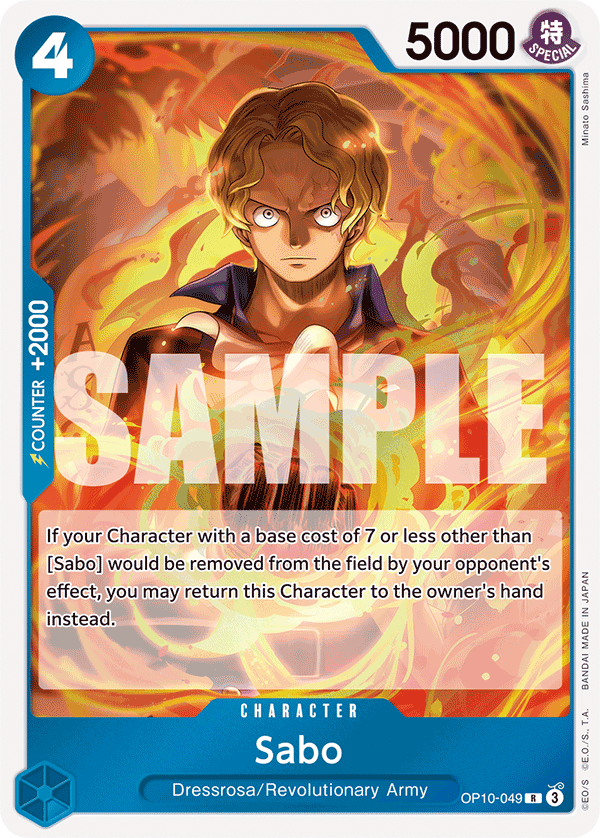 4
5000
特
SPECIAL
Minato Sashima
COUNTER +2000
A
S
SAMPLE
If your Character with a base cost of 7 or less other than
[Sabo] would be removed from the field by your opponent's
effect, you may return this Character to the owner's hand
instead.
CHARACTER
Sabo
Dressrosa/Revolutionary Army
OP10-049 R 3
©EO/S ©E.O./S., T.A. BANDAI MADE IN JAPAN